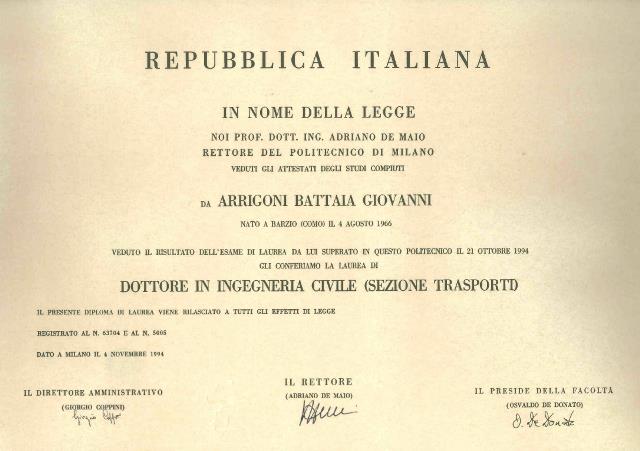 REPUBBLICA ITALIANA
IN NOME DELLA LEGGE
NOI PROF. DOTT. ING. ADRIANO DE MAIO
RETTORE DEL POLITECNICO DI MILANO
VEDUTI GLI ATTESTATI DEGLI STUDI COMPIUTI
DA ARRIGONI BATTAIA GIOVANNI
NATO A BARZIO (COMO) IL 4 AGOSTO 1966
VEDUTO IL RISULTATO DELL'ESAME DI LAUREA DA LUI SUPERATO IN QUESTO POLITECNICO IL 21 OTTOBRE 1994
GLI CONFERIAMO LA LAUREA DI
DOTTORE IN INGEGNERIA CIVILE (SEZIONE TRASPORTI)
IL PRESENTE DIPLOMA DI LAUREA VIENE RILASCIATO A TUTTI GLI EFFETTI DI LEGGE
REGISTRATO AL N. 63704 E AL N. 5005
DATO A MILANO IL 4 NOVEMBRE 1994
IL DIRETTORE AMMINISTRATIVO
(GIORGIO COPPINI)
IL RETTORE
(ADRIANO DE MAIO)
IL PRESIDE DELLA FACOLTÀ
(OSVALDO DE DONATO)
O. De Donato